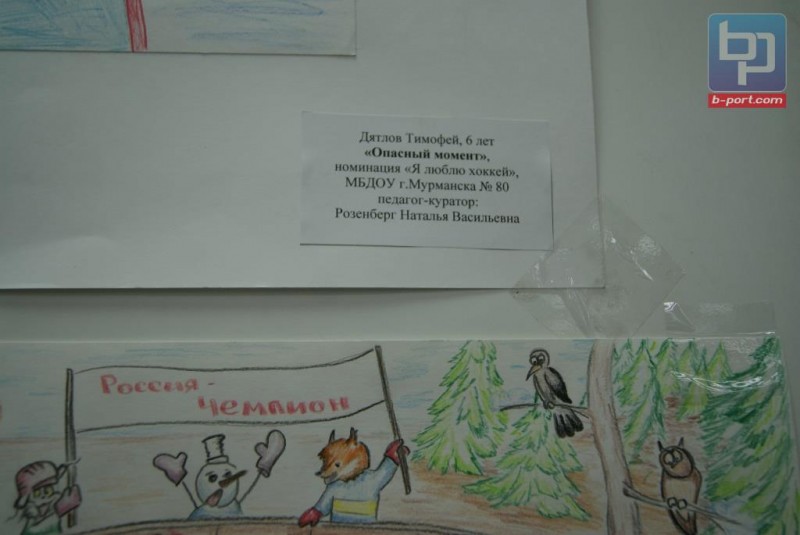 bp
b-port.com
Дятлов Тимофей, 6 лет
«Опасный момент»,
номинация «Я люблю хоккей»,
МБДОУ г.Мурманска № 80
педагог-куратор:
Розенберг Наталья Васильевна
Россия-
Чемпион